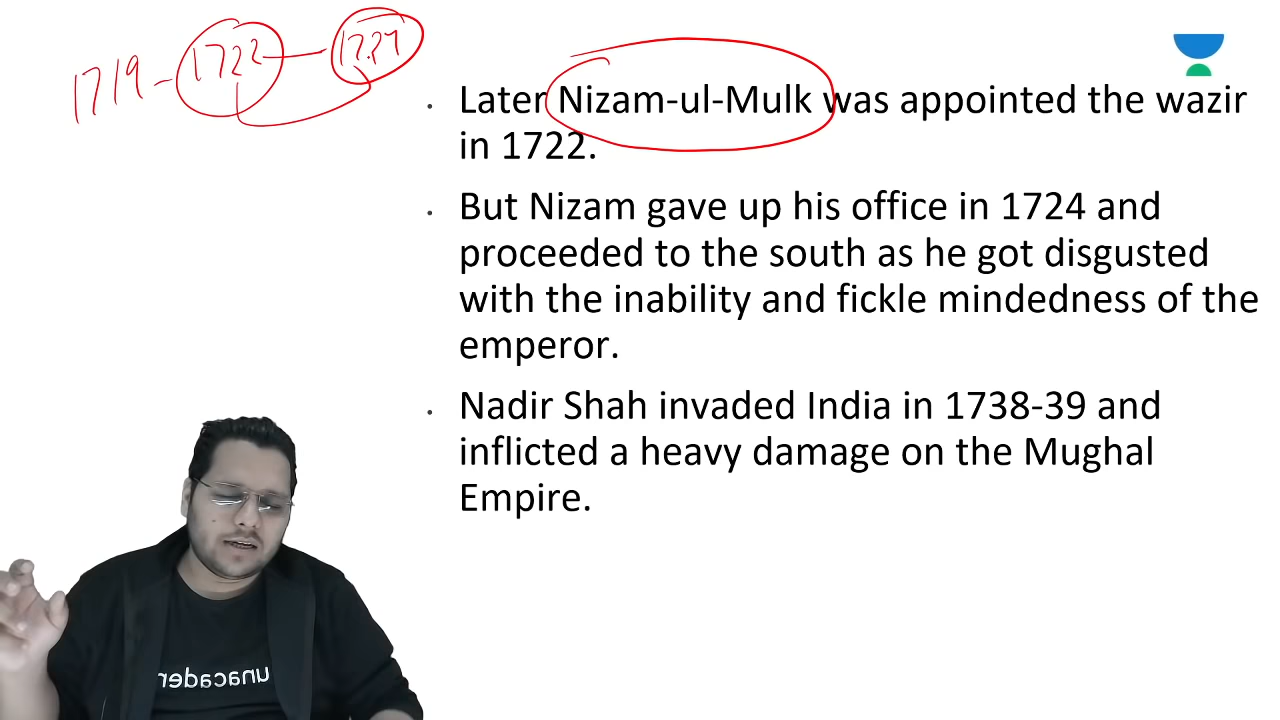 1719 - 1722 - 1724
• Later Nizam-ul-Mulk was appointed the wazir
in 1722.
• But Nizam gave up his office in 1724 and
proceeded to the south as he got disgusted
with the inability and fickle mindedness of the
emperor.
• Nadir Shah invaded India in 1738-39 and
inflicted a heavy damage on the Mughal
Empire.
unacadem